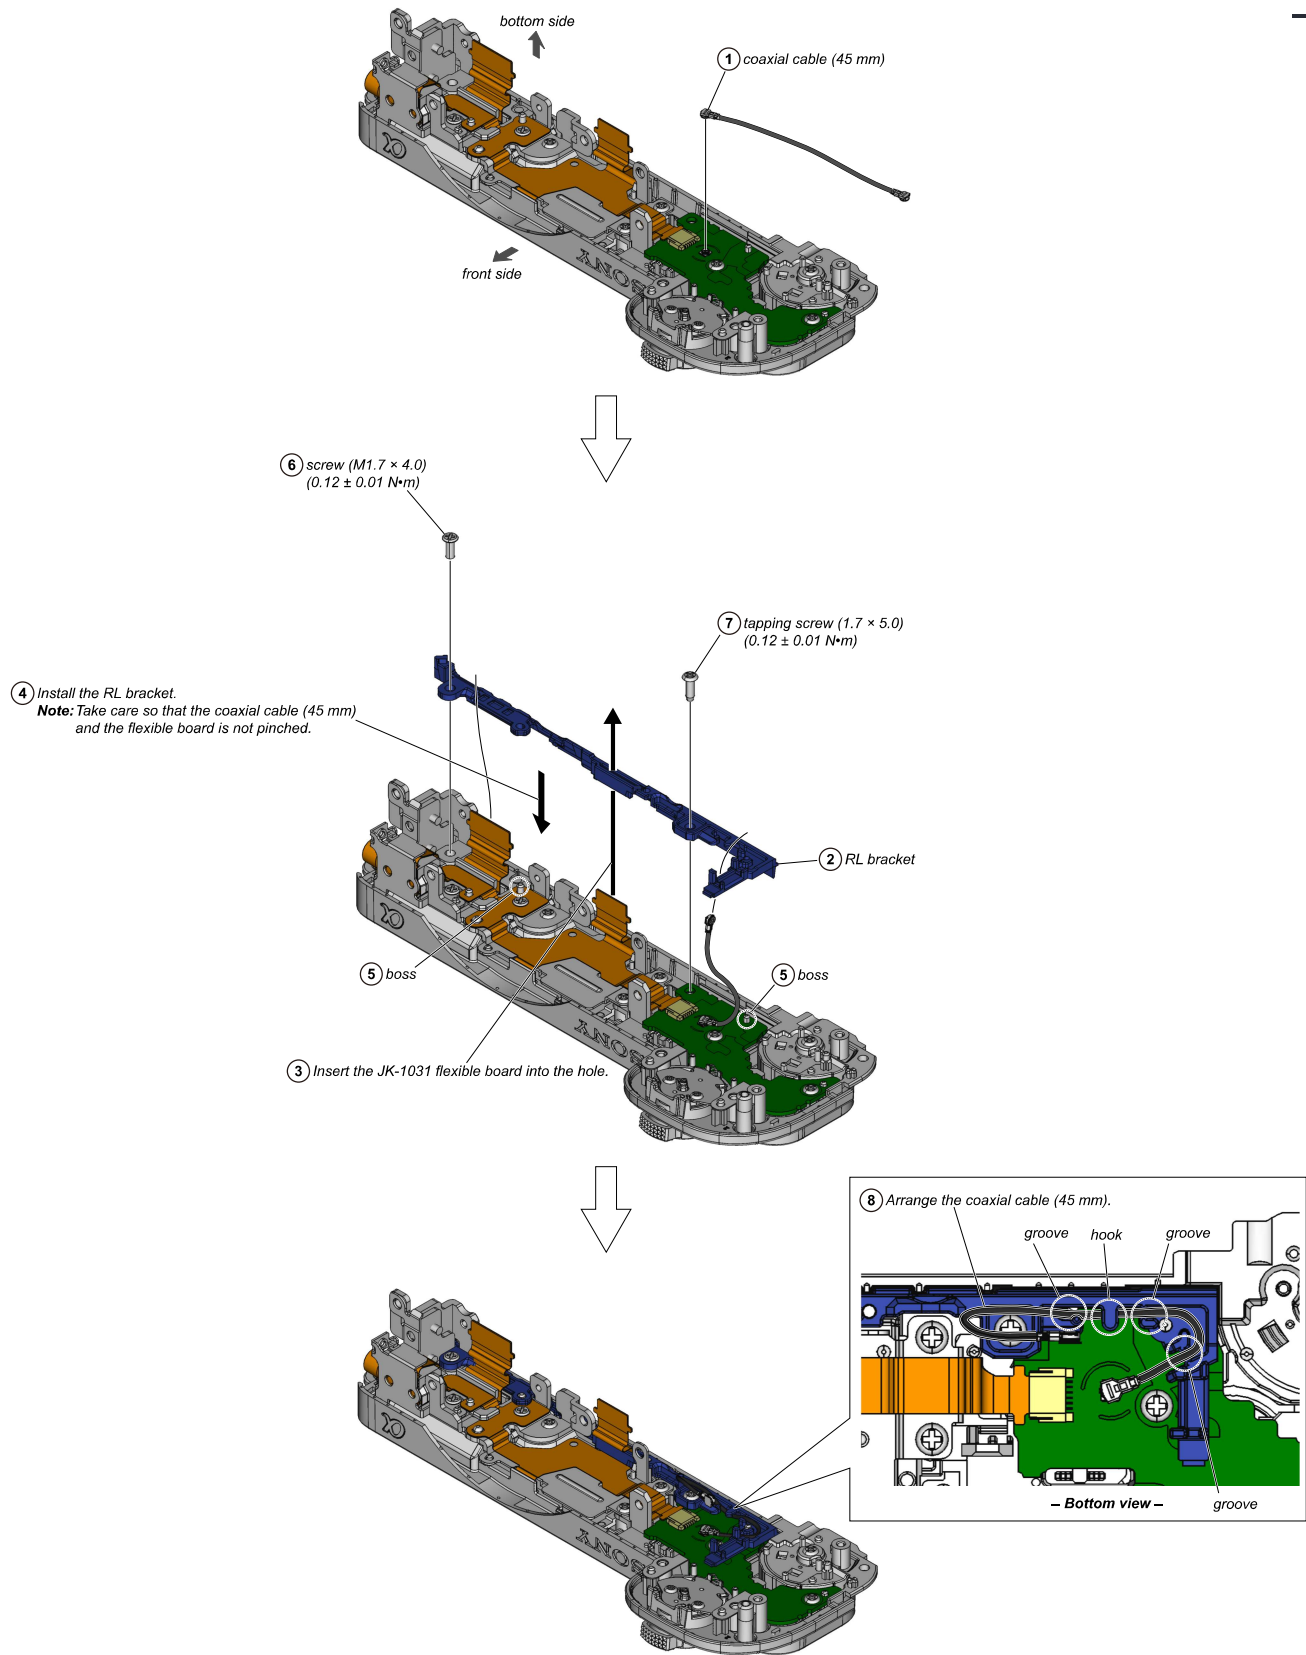 bottom side
1 coaxial cable (45 mm)
front side
SONY
α
6 screw (M1.7 × 4.0)
(0.12 ± 0.01 N•m)
7 tapping screw (1.7 × 5.0)
(0.12 ± 0.01 N•m)
4 Install the RL bracket.
Note: Take care so that the coaxial cable (45 mm)
and the flexible board is not pinched.
2 RL bracket
5 boss
5 boss
α
SONY
3 Insert the JK-1031 flexible board into the hole.
8 Arrange the coaxial cable (45 mm).
groove
hook
groove
– Bottom view –
groove
α
SONY